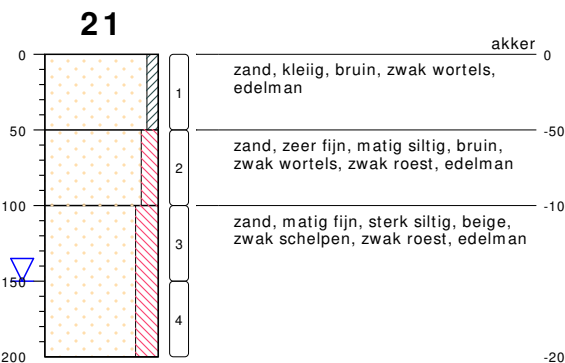 21
akker
0
0
zand, kleiig, bruin, zwak wortels,
edelman
1
50
-50
zand, zeer fijn, matig siltig, bruin,
zwak wortels, zwak roest, edelman
2
100
-10
zand, matig fijn, sterk siltig, beige,
zwak schelpen, zwak roest, edelman
3
150
4
200
-20